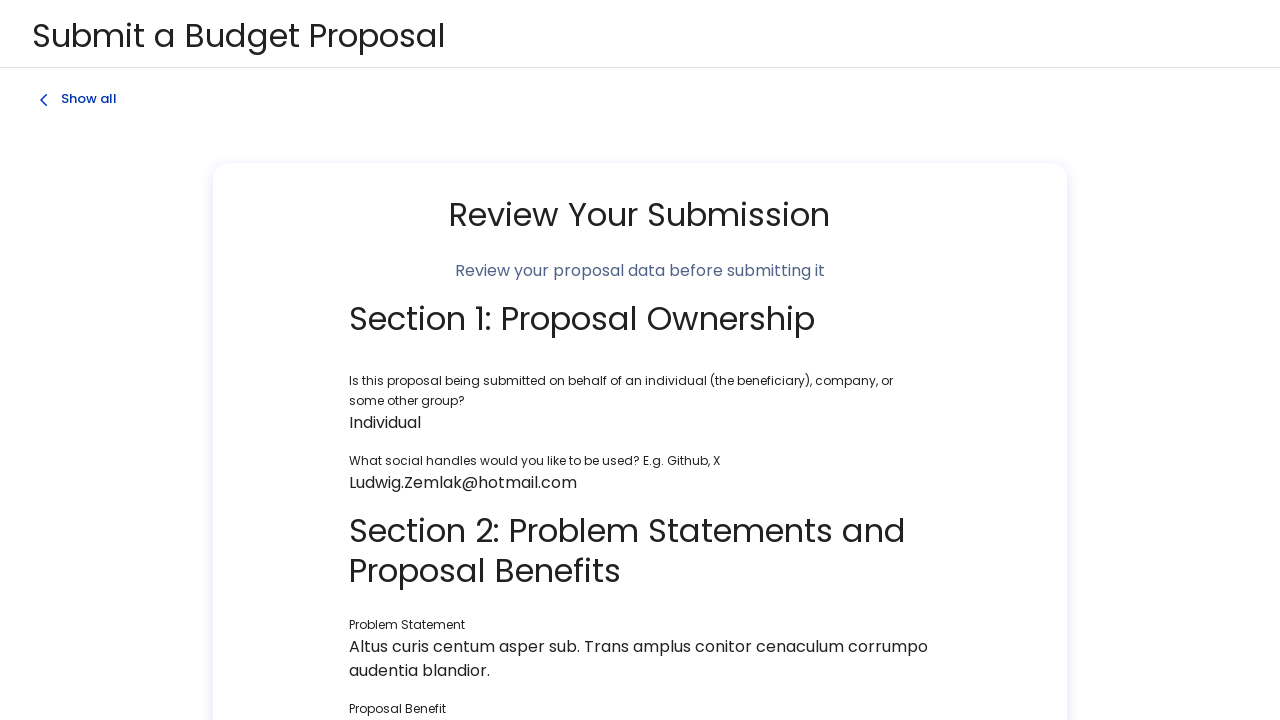 Submit a Budget Proposal
Show all
Review Your Submission
Review your proposal data before submitting it
Section 1: Proposal Ownership
Is this proposal being submitted on behalf of an individual (the beneficiary), company, or
some other group?
Individual
What social handles would you like to be used? E.g. Github, X
Ludwig.Zemlak@hotmail.com
Section 2: Problem Statements and
Proposal Benefits
Problem Statement
Altus curis centum asper sub. Trans amplus conitor cenaculum corrumpo
audentia blandior.
Proposal Benefit